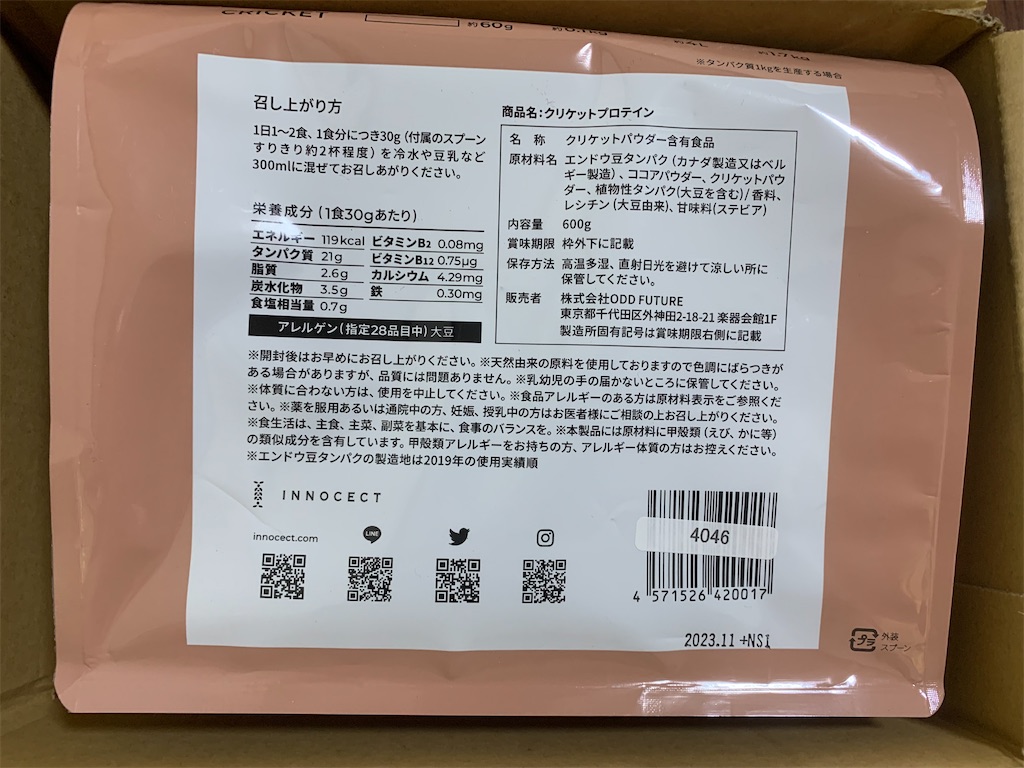 CRICKET
約60g
約0.1kg
約4L
約1.7kg
※タンパク質1kgを生産する場合
召し上がり方
1日1〜2食、1食分につき30g（付属のスプーン
すりきり約2杯程度）を冷水や豆乳など
300mlに混ぜてお召しあがりください。
栄養成分（1食30gあたり）
エネルギー 119kcal ビタミンB2 0.08mg
タンパク質 21g ビタミンB12 0.75μg
脂質 2.6g カルシウム 4.29mg
炭水化物 3.5g 鉄 0.30mg
食塩相当量 0.7g
アレルゲン（指定28品目中）大豆
商品名：クリケットプロテイン
名 称 クリケットパウダー含有食品
原材料名 エンドウ豆タンパク（カナダ製造又はベル
ギー製造）、ココアパウダー、クリケットパウ
ダー、植物性タンパク(大豆を含む)/香料、
レシチン（大豆由来)、甘味料(ステビア)
内容量 600g
賞味期限 枠外下に記載
保存方法 高温多湿、直射日光を避けて涼しい所に
保管してください。
販売者 株式会社ODD FUTURE
東京都千代田区外神田2-18-21 楽器会館1F
製造所固有記号は賞味期限右側に記載
※開封後はお早めにお召し上がりください。※天然由来の原料を使用しておりますので色調にばらつきが
ある場合がありますが、品質には問題ありません。※乳幼児の手の届かないところに保管してください。
※体質に合わない方は、使用を中止してください。※食品アレルギーのある方は原材料表示をご参照くだ
さい。※薬を服用あるいは通院中の方、妊娠、授乳中の方はお医者様にご相談の上お召し上がりください。
※食生活は、主食、主菜、副菜を基本に、食事のバランスを。※本製品には原材料に甲殻類（えび、かに等）
の類似成分を含有しています。甲殻類アレルギーをお持ちの方、アレルギー体質の方はお控えください。
※エンドウ豆タンパクの製造地は2019年の使用実績順
INNOCECT
innocect.com
LINE
4046
4 571526 420017
2023.11 +NS1
プラ
外装
スプーン